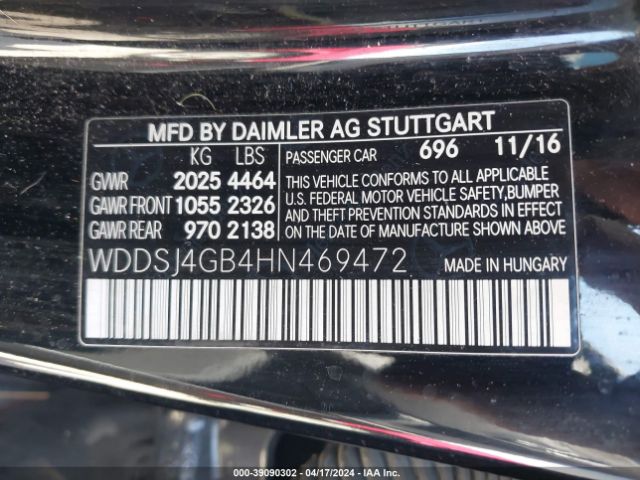 MFD BY DAIMLER AG STUTTGART
KG LBS
GVWR 2025 4464
GAWR FRONT 1055 2326
GAWR REAR 970 2138
PASSENGER CAR 696 11/16
THIS VEHICLE CONFORMS TO ALL APPLICABLE
U.S. FEDERAL MOTOR VEHICLE SAFETY,BUMPER
AND THEFT PREVENTION STANDARDS IN EFFECT
ON THE DATE OF MANUFACTURE SHOWN ABOVE.
WDDSJ4GB4HN469472 MADE IN HUNGARY
000-39090302 - 04/17/2024 - IAA Inc.